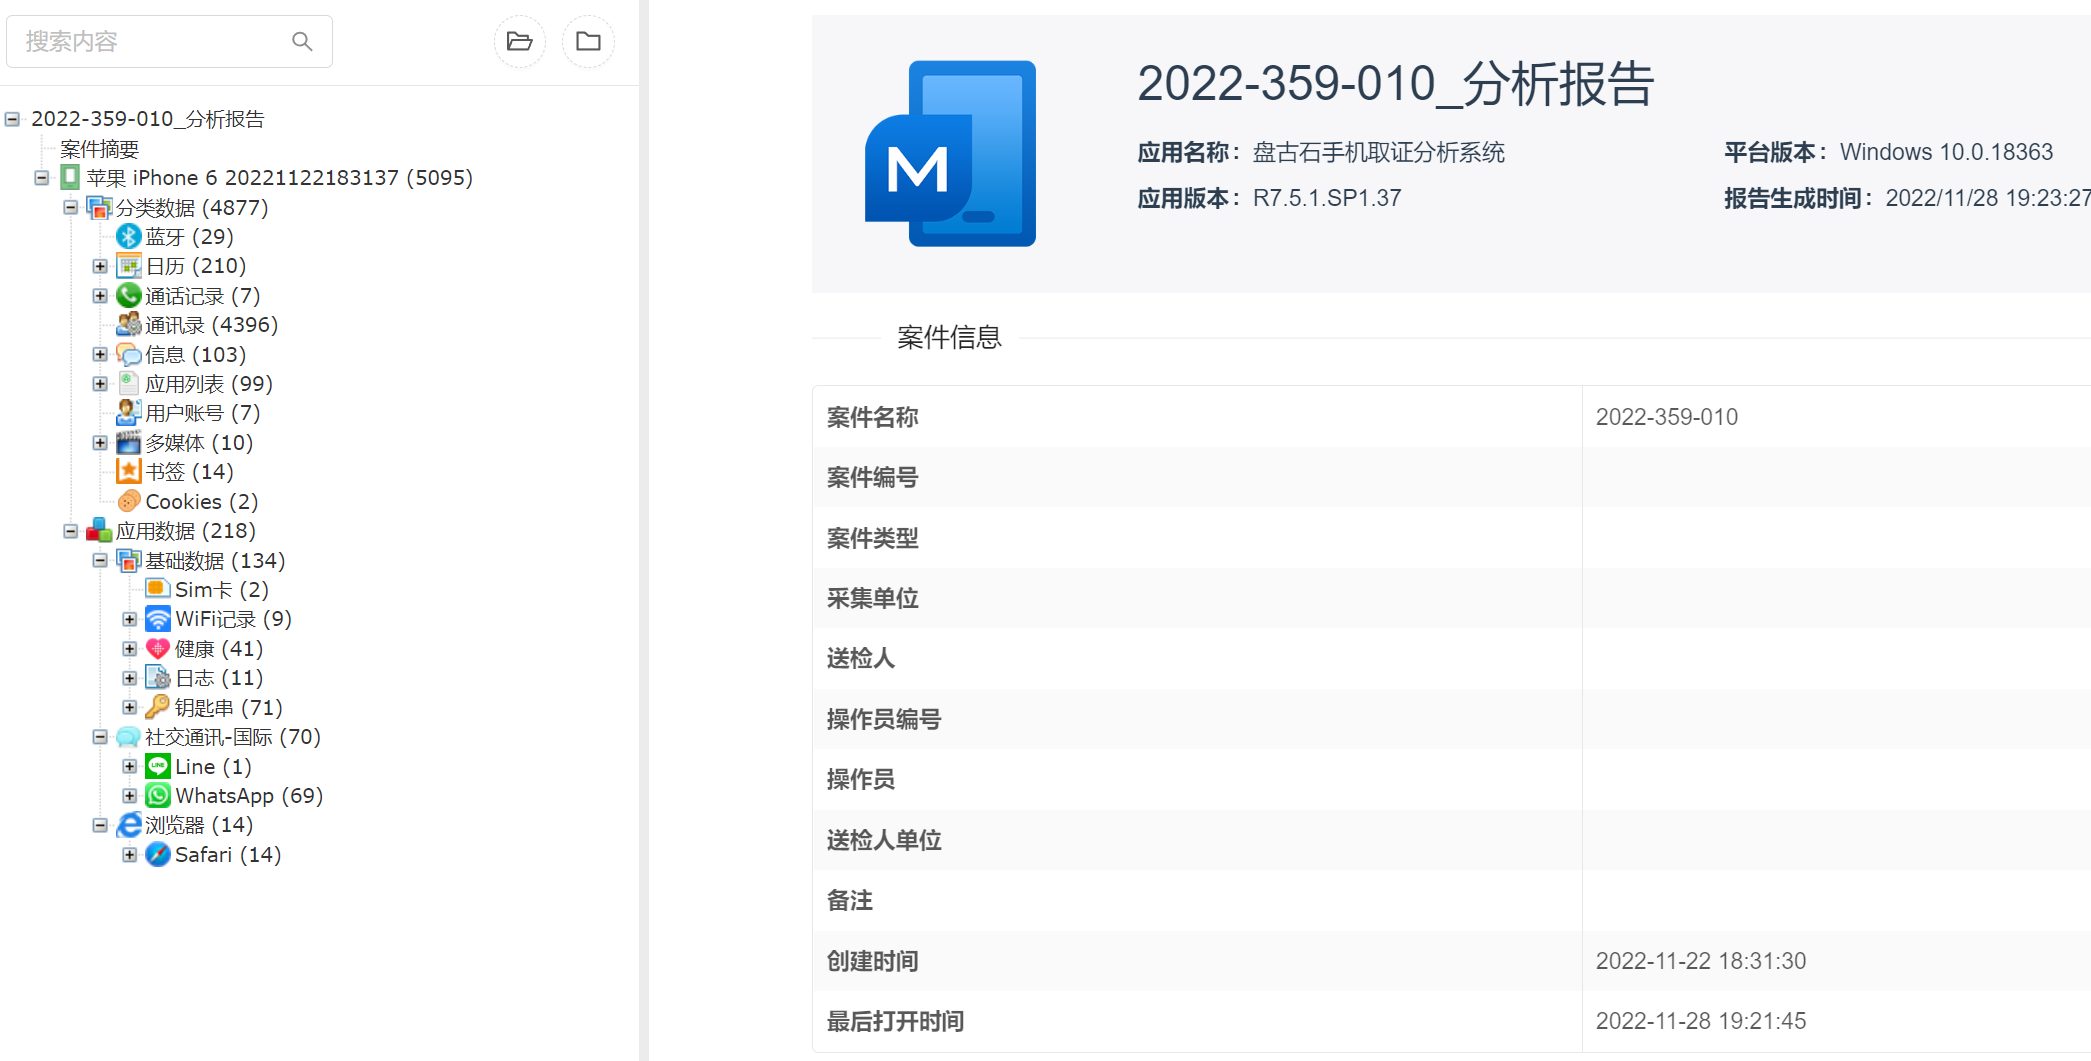 搜索内容
2022-359-010_分析报告
案件摘要
苹果 iPhone 6 20221122183137 (5095)
分类数据 (4877)
蓝牙 (29)
日历 (210)
通话记录 (7)
通讯录 (4396)
信息 (103)
应用列表 (99)
用户账号 (7)
多媒体 (10)
书签 (14)
Cookies (2)
应用数据 (218)
基础数据 (134)
Sim卡 (2)
WiFi记录 (9)
健康 (41)
日志 (11)
钥匙串 (71)
社交通讯-国际 (70)
LINE Line (1)
WhatsApp (69)
浏览器 (14)
Safari (14)
M
2022-359-010_分析报告
应用名称：盘古石手机取证分析系统 平台版本：Windows 10.0.18363
应用版本：R7.5.1.SP1.37 报告生成时间：2022/11/28 19:23:27
案件信息
案件名称 2022-359-010
案件编号
案件类型
采集单位
送检人
操作员编号
操作员
送检人单位
备注
创建时间 2022-11-22 18:31:30
最后打开时间 2022-11-28 19:21:45